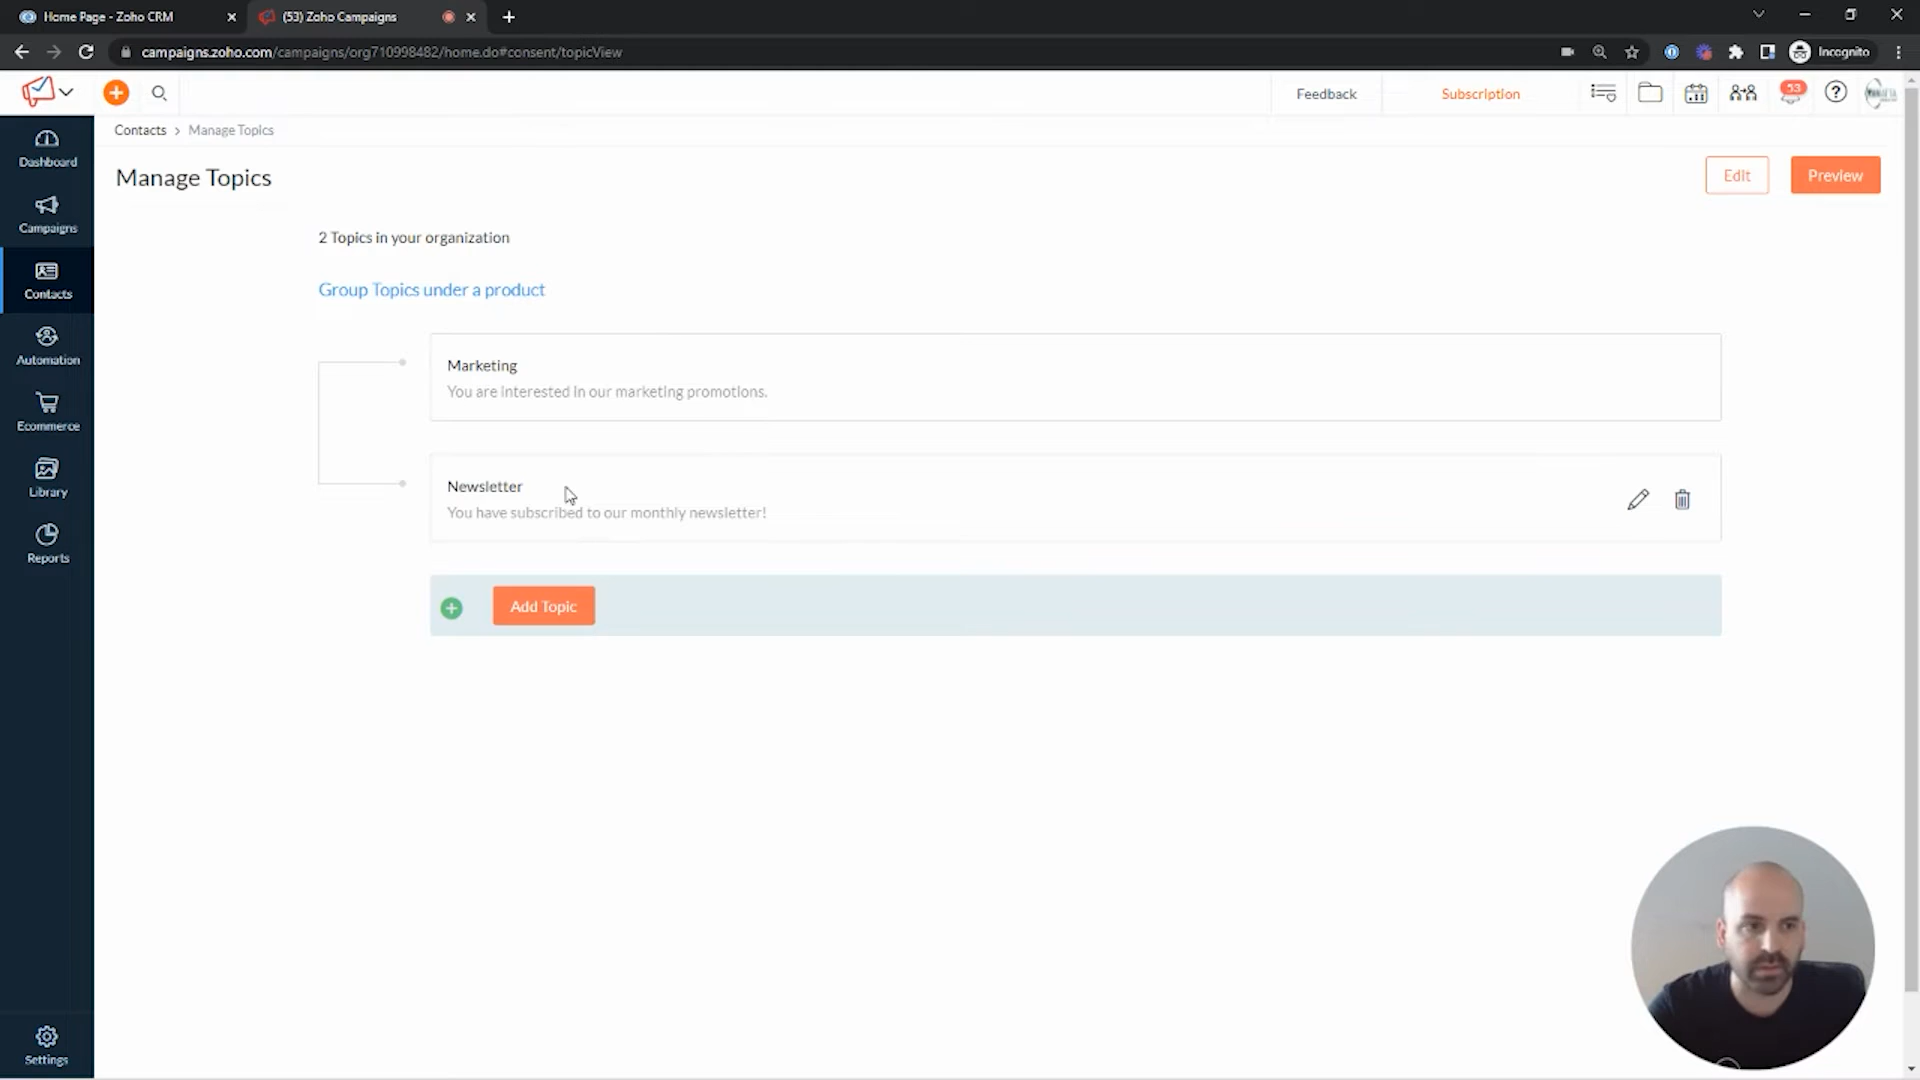 Home Page - Zoho CRM
(53) Zoho Campaigns
campaigns.zoho.com/campaigns/org710998482/home.do#consent/topicView
Incognito
Feedback
Subscription
53
Contacts > Manage Topics
Dashboard
Campaigns
Contacts
Automation
Ecommerce
Library
Reports
Settings
Manage Topics
Edit
Preview
2 Topics in your organization
Group Topics under a product
Marketing
You are interested in our marketing promotions.
Newsletter
You have subscribed to our monthly newsletter!
Add Topic